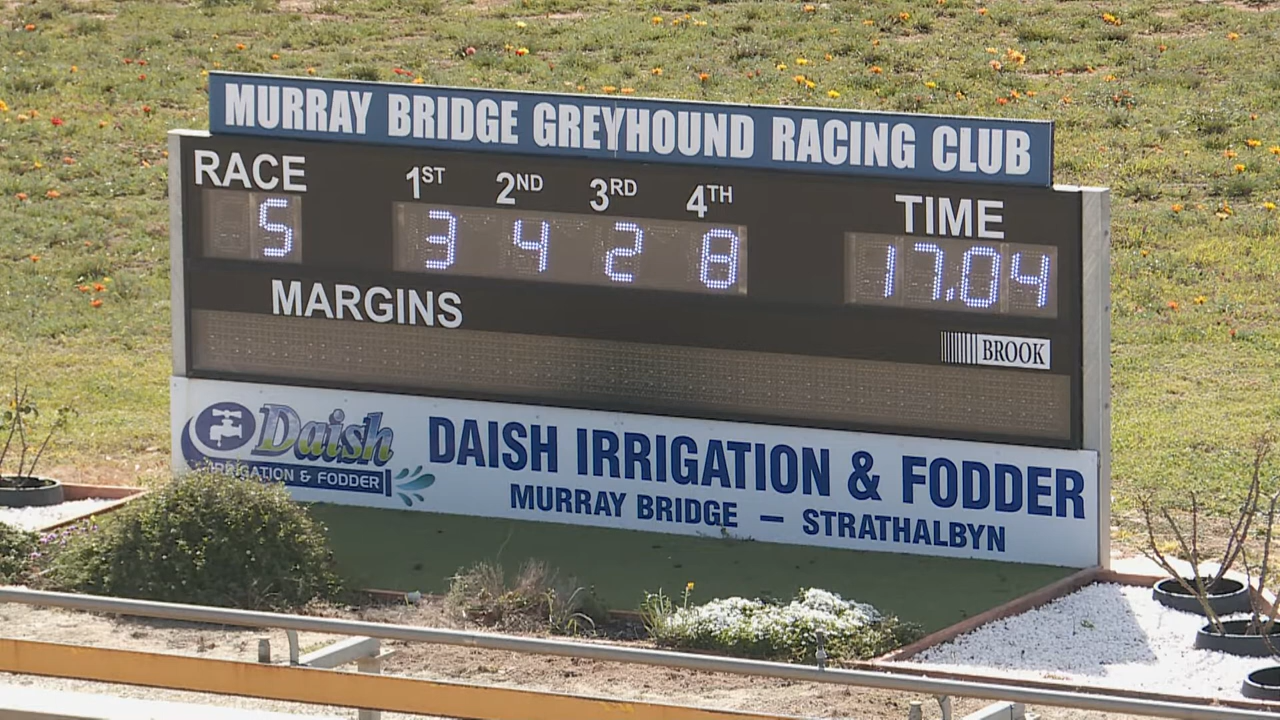 MURRAY BRIDGE GREYHOUND RACING CLUB
RACE 1ST 2ND 3RD 4TH TIME
5 3 4 2 8 17.04
MARGINS
BROOK
Daish
IRRIGATION & FODDER
DAISH IRRIGATION & FODDER
MURRAY BRIDGE – STRATHALBYN